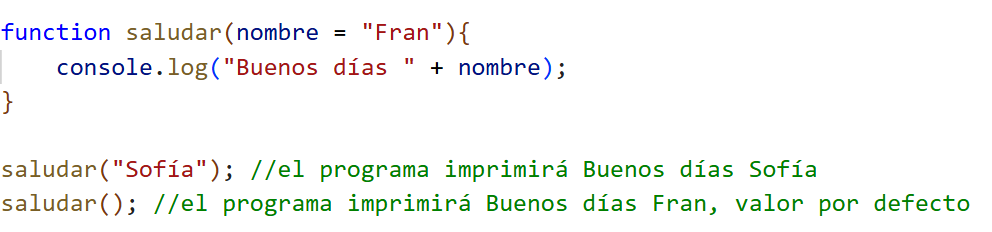 function saludar(nombre = "Fran"){
    console.log("Buenos días " + nombre);
}
saludar("Sofía"); //el programa imprimirá Buenos días Sofía
saludar(); //el programa imprimirá Buenos días Fran, valor por defecto